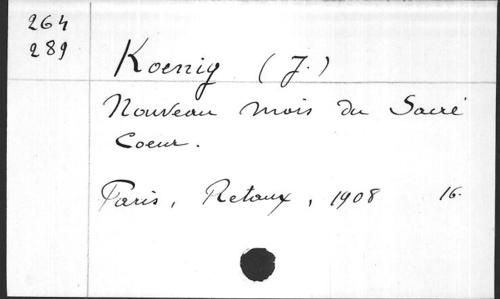 264
289
Koenig (J.)
Nouveau mois du Sacré
Coeur.
Paris, Retaux, 1908 16.